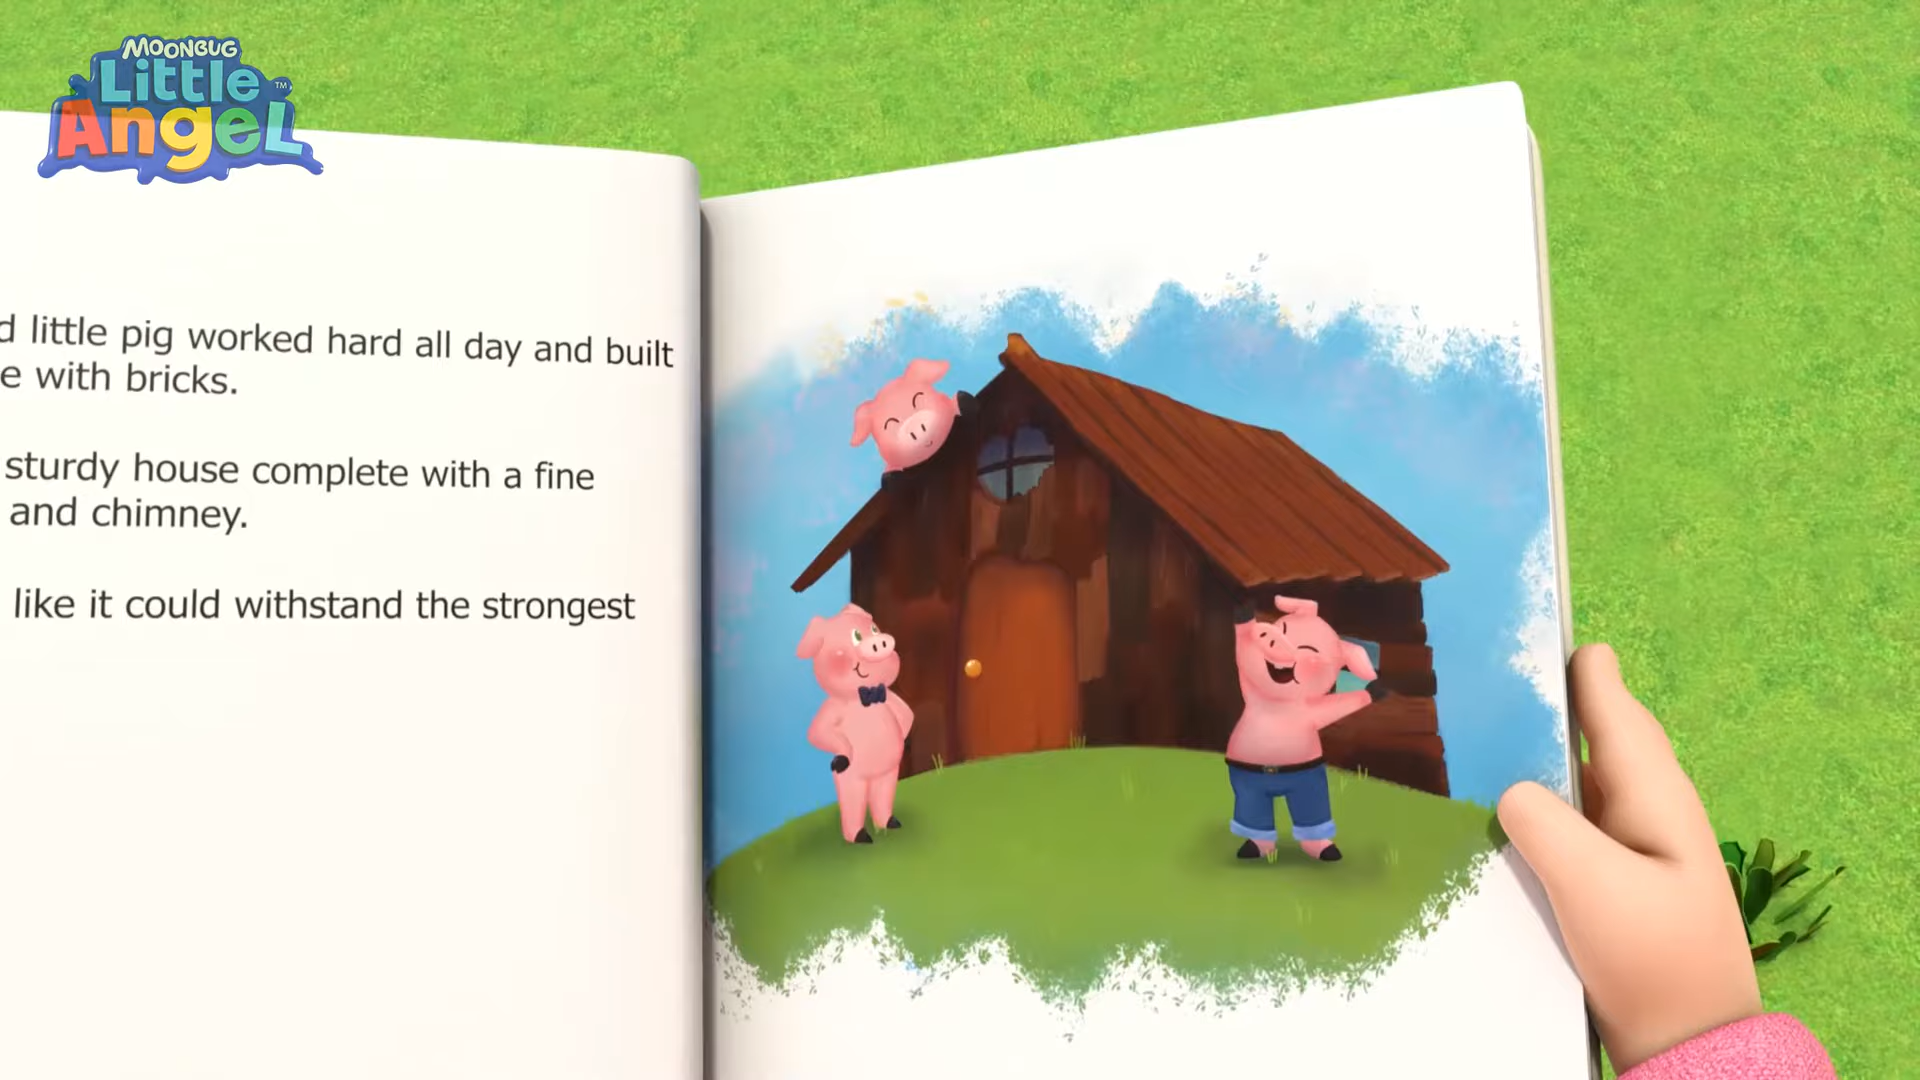 MOONBUG
Little
Angel
TM
little pig worked hard all day and built
with bricks.
sturdy house complete with a fine
and chimney.
like it could withstand the strongest